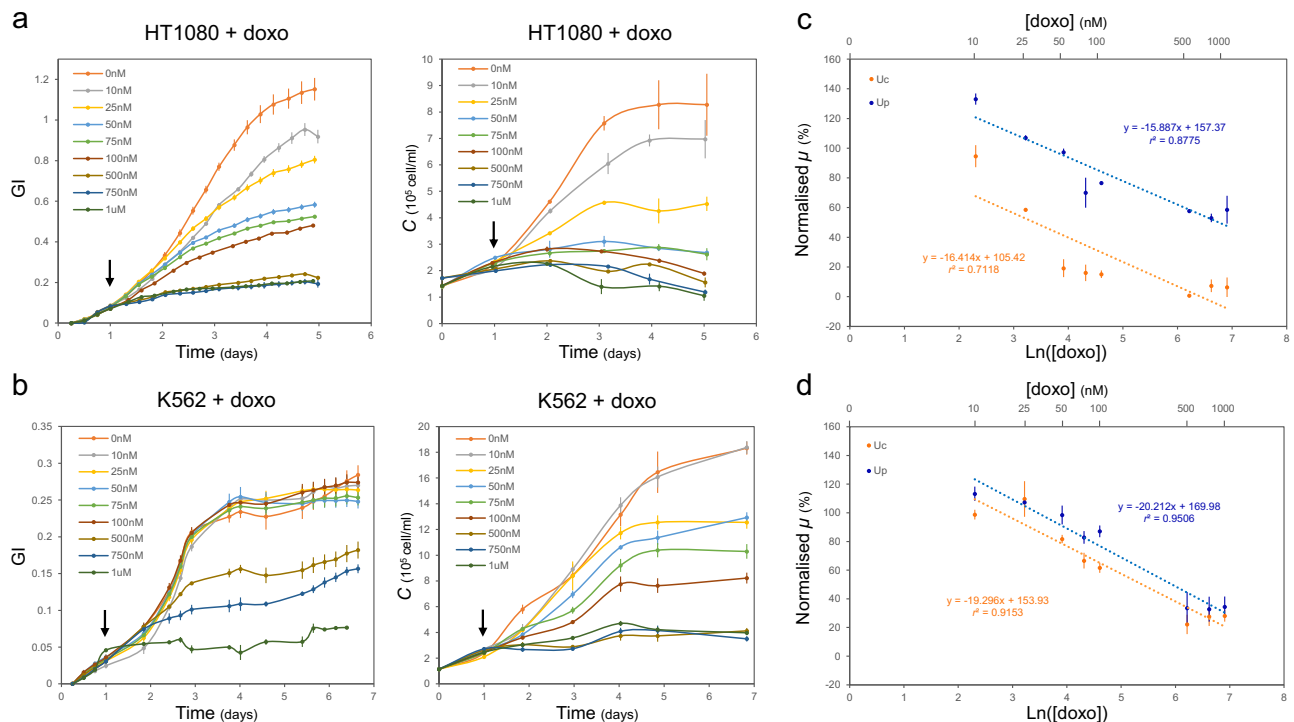 a
HT1080 + doxo
GI
1.2
1
0.8
0.6
0.4
0.2
0
0nM
10nM
25nM
50nM
75nM
100nM
500nM
750nM
1uM
0 1 2 3 4 5 6
Time (days)
HT1080 + doxo
C (10⁵ cell/ml)
10
9
8
7
6
5
4
3
2
1
0
0nM
10nM
25nM
50nM
75nM
100nM
500nM
750nM
1uM
0 1 2 3 4 5 6
Time (days)
b
K562 + doxo
GI
0.35
0.3
0.25
0.2
0.15
0.1
0.05
0
0nM
10nM
25nM
50nM
75nM
100nM
500nM
750nM
1uM
0 1 2 3 4 5 6 7
Time (days)
K562 + doxo
C (10⁵ cell/ml)
20
18
16
14
12
10
8
6
4
2
0
0nM
10nM
25nM
50nM
75nM
100nM
500nM
750nM
1uM
0 1 2 3 4 5 6 7
Time (days)
c
[doxo] (nM)
0 10 25 50 100 500 1000
Normalised μ (%)
160
140
120
100
80
60
40
20
0
-20
Uc
Up
y = -15.887x + 157.37
r² = 0.8775
y = -16.414x + 105.42
r² = 0.7118
0 1 2 3 4 5 6 7 8
Ln([doxo])
d
[doxo] (nM)
0 10 25 50 100 500 1000
Normalised μ (%)
160
140
120
100
80
60
40
20
0
-20
Uc
Up
y = -20.212x + 169.98
r² = 0.9506
y = -19.296x + 153.93
r² = 0.9153
0 1 2 3 4 5 6 7 8
Ln([doxo])